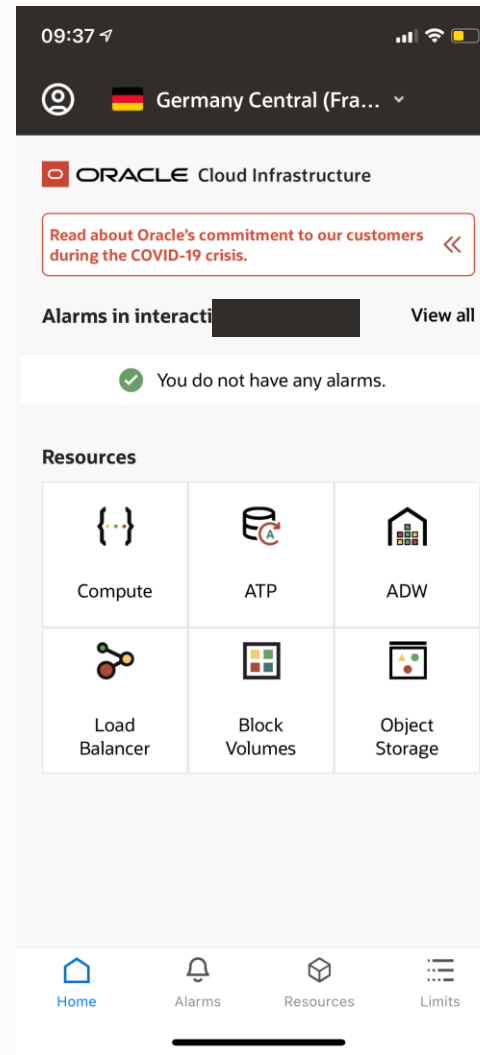 09:37
Germany Central (Fra...
ORACLE Cloud Infrastructure
Read about Oracle's commitment to our customers
during the COVID-19 crisis.
Alarms in interacti
View all
You do not have any alarms.
Resources
Compute
ATP
ADW
Load
Balancer
Block
Volumes
Object
Storage
Home
Alarms
Resources
Limits